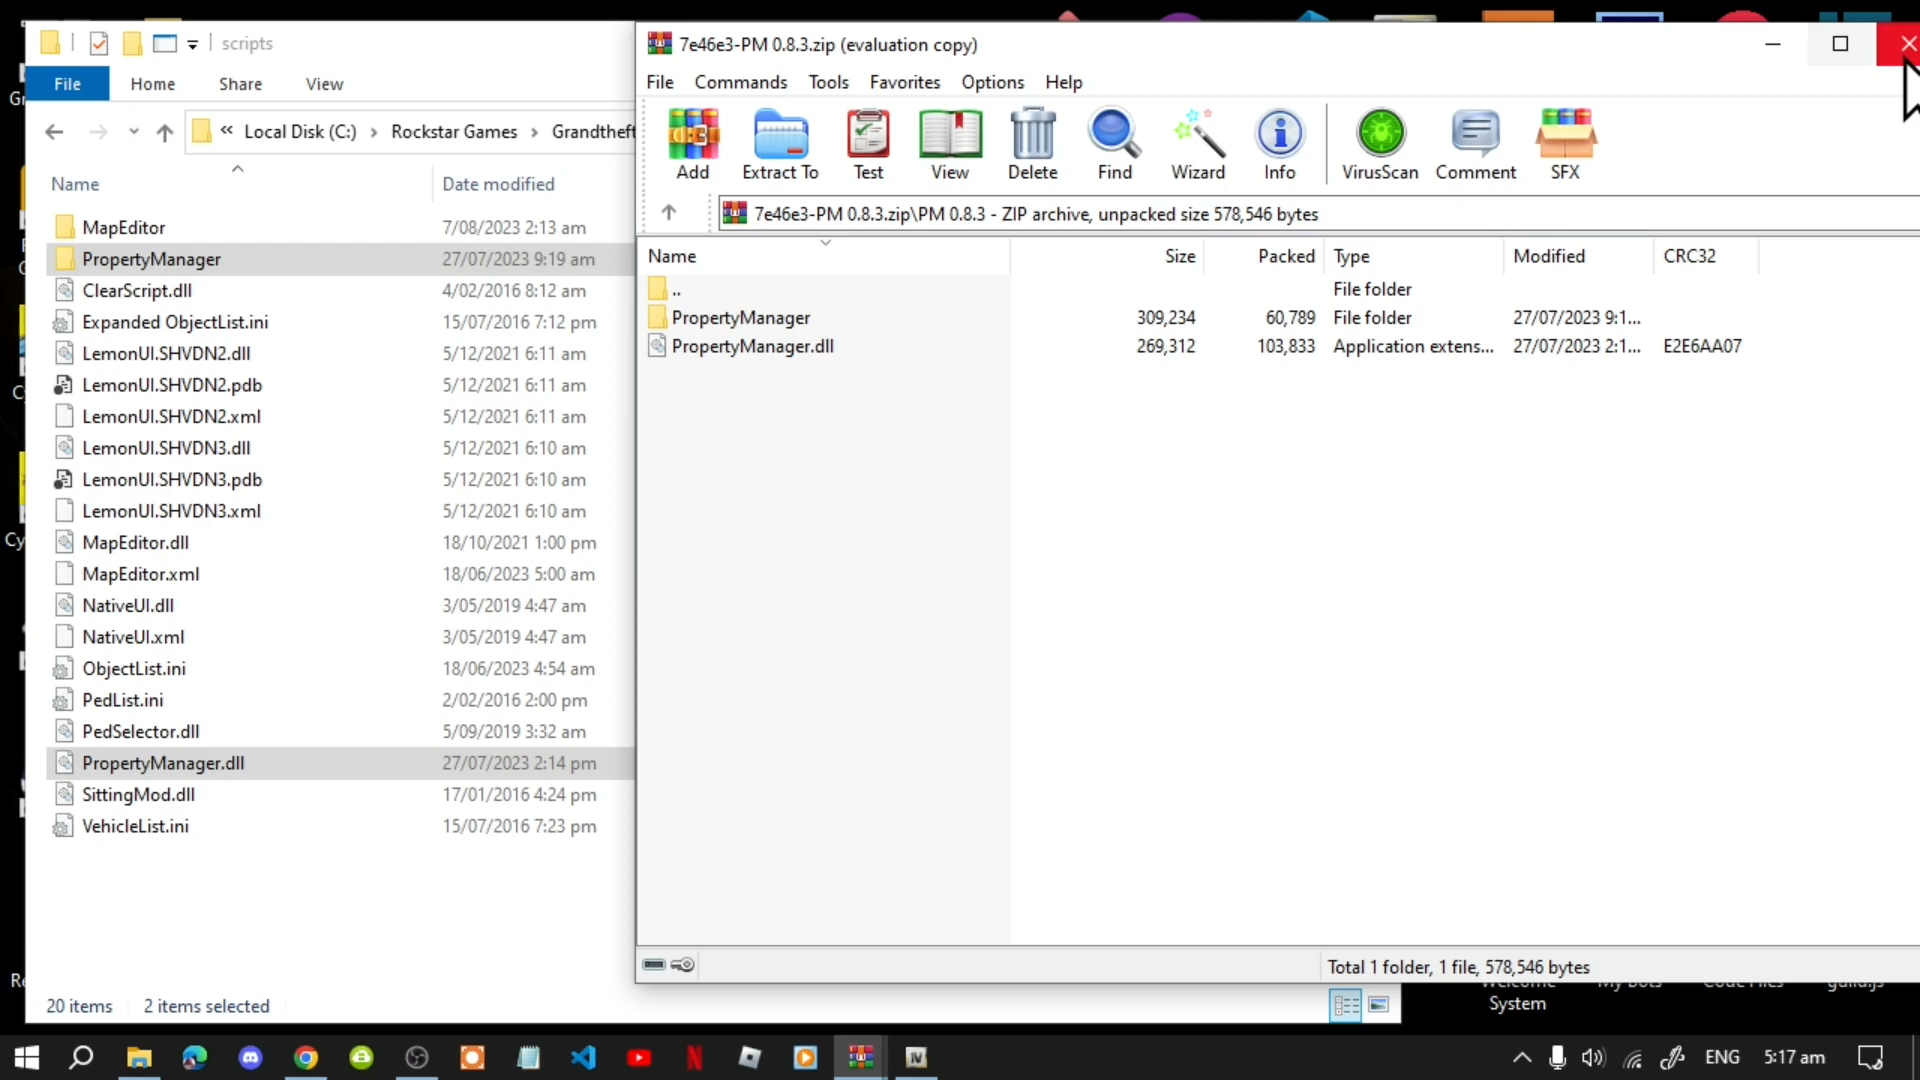 scripts
File Home Share View
« Local Disk (C:) › Rockstar Games › Grandtheft
Name Date modified
MapEditor 7/08/2023 2:13 am
PropertyManager 27/07/2023 9:19 am
ClearScript.dll 4/02/2016 8:12 am
Expanded ObjectList.ini 15/07/2016 7:12 pm
LemonUI.SHVDN2.dll 5/12/2021 6:11 am
LemonUI.SHVDN2.pdb 5/12/2021 6:11 am
LemonUI.SHVDN2.xml 5/12/2021 6:11 am
LemonUI.SHVDN3.dll 5/12/2021 6:10 am
LemonUI.SHVDN3.pdb 5/12/2021 6:10 am
LemonUI.SHVDN3.xml 5/12/2021 6:10 am
MapEditor.dll 18/10/2021 1:00 pm
MapEditor.xml 18/06/2023 5:00 am
NativeUI.dll 3/05/2019 4:47 am
NativeUI.xml 3/05/2019 4:47 am
ObjectList.ini 18/06/2023 4:54 am
PedList.ini 2/02/2016 2:00 pm
PedSelector.dll 5/09/2019 3:32 am
PropertyManager.dll 27/07/2023 2:14 pm
SittingMod.dll 17/01/2016 4:24 pm
VehicleList.ini 15/07/2016 7:23 pm
20 items 2 items selected
7e46e3-PM 0.8.3.zip (evaluation copy)
File Commands Tools Favorites Options Help
Add Extract To Test View Delete Find Wizard Info VirusScan Comment SFX
7e46e3-PM 0.8.3.zip\PM 0.8.3 - ZIP archive, unpacked size 578,546 bytes
Name Size Packed Type Modified CRC32
.. File folder
PropertyManager 309,234 60,789 File folder 27/07/2023 9:1...
PropertyManager.dll 269,312 103,833 Application extens... 27/07/2023 2:1... E2E6AA07
Total 1 folder, 1 file, 578,546 bytes
System
ENG 5:17 am